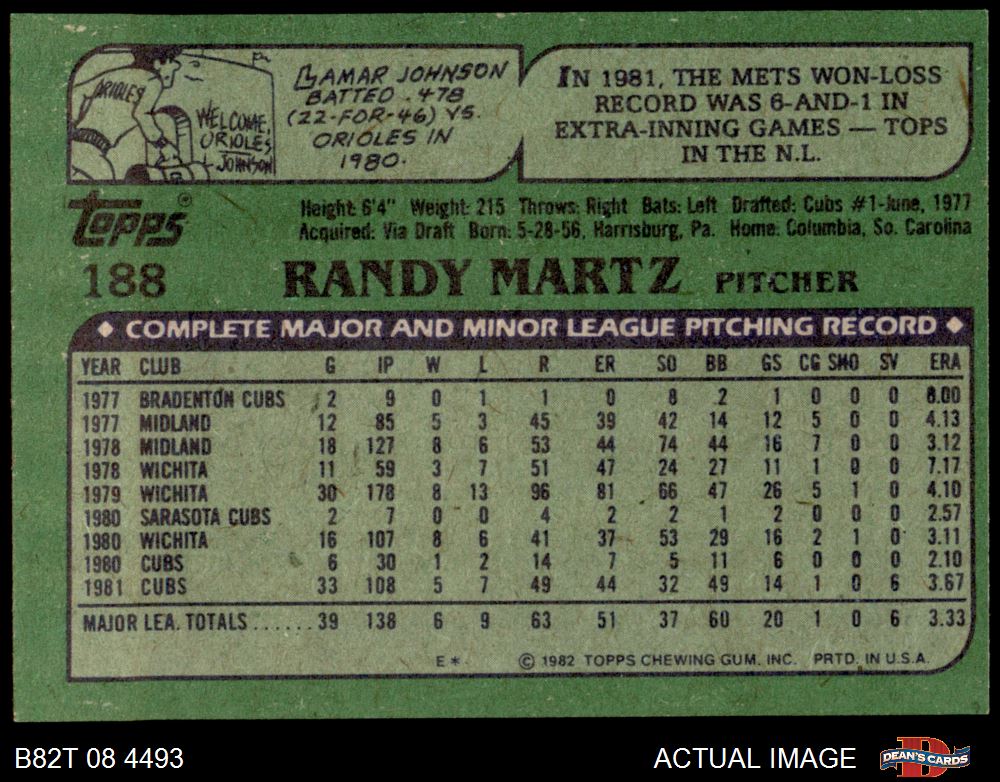 ORIOLES
WELCOME,
ORIOLES
JOHNSON
LAMAR JOHNSON
BATTED .478
(22-FOR-46) VS.
ORIOLES IN
1980.
IN 1981, THE METS WON-LOSS
RECORD WAS 6-AND-1 IN
EXTRA-INNING GAMES — TOPS
IN THE N.L.
Topps®
Height: 6'4" Weight: 215 Throws: Right Bats: Left Drafted: Cubs #1-June, 1977
Acquired: Via Draft Born: 5-28-56, Harrisburg, Pa. Home: Columbia, So. Carolina
188 RANDY MARTZ PITCHER
◆ COMPLETE MAJOR AND MINOR LEAGUE PITCHING RECORD ◆
YEAR CLUB G IP W L R ER SO BB GS CG SHO SV ERA
1977 BRADENTON CUBS 2 9 0 1 1 0 8 2 1 0 0 0 0.00
1977 MIDLAND 12 85 5 3 45 39 42 14 12 5 0 0 4.13
1978 MIDLAND 18 127 8 6 53 44 74 44 16 7 0 0 3.12
1978 WICHITA 11 59 3 7 51 47 24 27 11 1 0 0 7.17
1979 WICHITA 30 178 8 13 96 81 66 47 26 5 1 0 4.10
1980 SARASOTA CUBS 2 7 0 0 4 2 2 1 2 0 0 0 2.57
1980 WICHITA 16 107 8 6 41 37 53 29 16 2 1 0 3.11
1980 CUBS 6 30 1 2 14 7 5 11 6 0 0 0 2.10
1981 CUBS 33 108 5 7 49 44 32 49 14 1 0 6 3.67
MAJOR LEA. TOTALS ...... 39 138 6 9 63 51 37 60 20 1 0 6 3.33
E* © 1982 TOPPS CHEWING GUM, INC. PRTD. IN U.S.A.
B82T 08 4493
ACTUAL IMAGE
DEAN'S CARDS